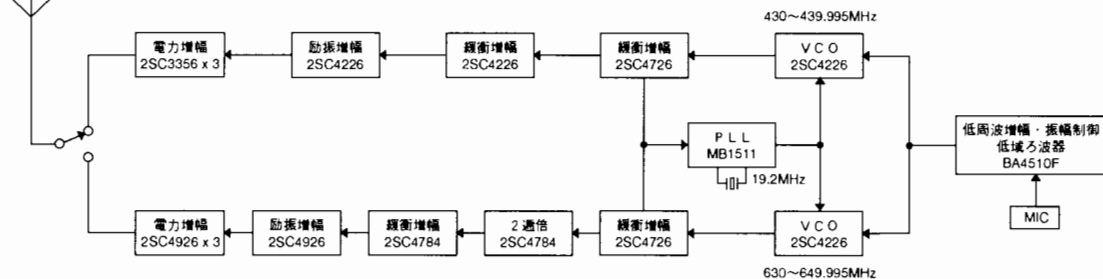 430〜439.995MHz
電力増幅
2SC3356 x 3
励振増幅
2SC4226
緩衝増幅
2SC4226
緩衝増幅
2SC4726
VCO
2SC4226
PLL
MB1511
19.2MHz
低周波増幅・振幅制御
低域ろ波器
BA4510F
MIC
電力増幅
2SC4926 x 3
励振増幅
2SC4926
緩衝増幅
2SC4784
2逓倍
2SC4784
緩衝増幅
2SC4726
VCO
2SC4226
630〜649.995MHz